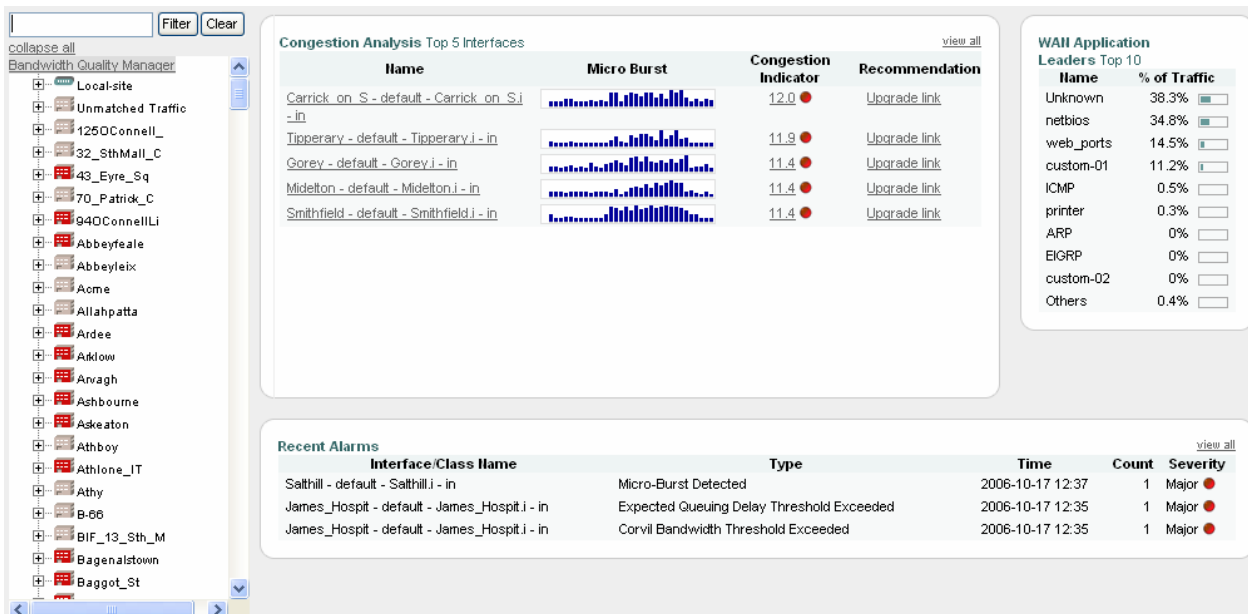 Filter Clear
collapse all
Bandwidth Quality Manager
Local-site
Unmatched Traffic
125OConnell_
32_SthMall_C
43_Eyre_Sq
70_Patrick_C
94OConnellLi
Abbeyfeale
Abbeyleix
Acme
Allahpatta
Ardee
Arklow
Arvagh
Ashbourne
Askeaton
Athboy
Athlone_IT
Athy
B-66
BIF_13_Sth_M
Bagenalstown
Baggot_St
Congestion Analysis Top 5 Interfaces view all
Name Micro Burst Congestion Indicator Recommendation
Carrick_on_S - default - Carrick_on_S.i - in 12.0 Upgrade link
Tipperary - default - Tipperary.i - in 11.9 Upgrade link
Gorey - default - Gorey.i - in 11.4 Upgrade link
Midelton - default - Midelton.i - in 11.4 Upgrade link
Smithfield - default - Smithfield.i - in 11.4 Upgrade link
WAN Application
Leaders Top 10
Name % of Traffic
Unknown 38.3%
netbios 34.8%
web_ports 14.5%
custom-01 11.2%
ICMP 0.5%
printer 0.3%
ARP 0%
EIGRP 0%
custom-02 0%
Others 0.4%
Recent Alarms view all
Interface/Class Name Type Time Count Severity
Salthill - default - Salthill.i - in Micro-Burst Detected 2006-10-17 12:37 1 Major
James_Hospit - default - James_Hospit.i - in Expected Queuing Delay Threshold Exceeded 2006-10-17 12:35 1 Major
James_Hospit - default - James_Hospit.i - in Corvil Bandwidth Threshold Exceeded 2006-10-17 12:35 1 Major